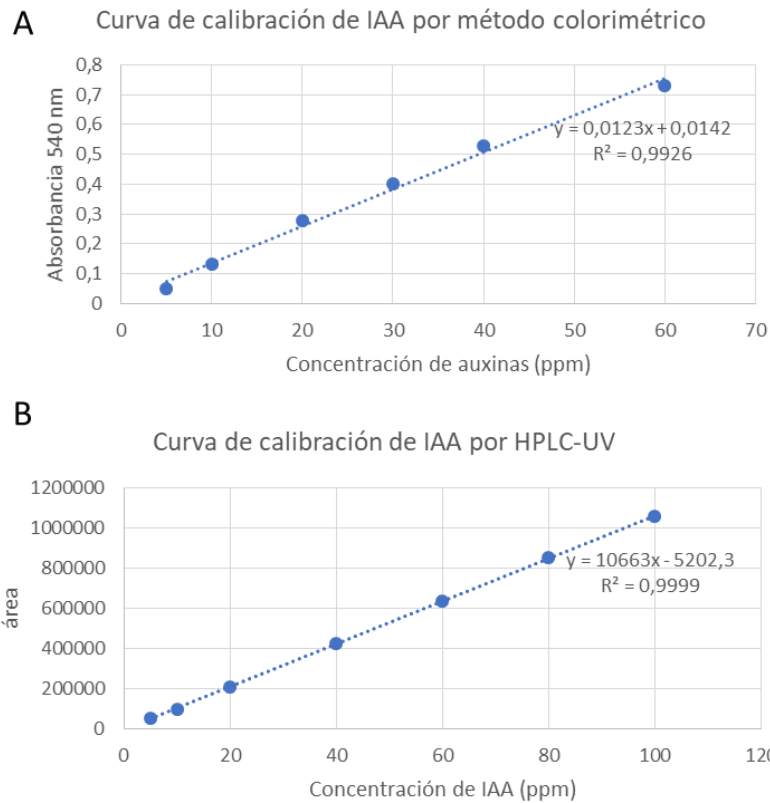 A
Curva de calibración de IAA por método colorimétrico
Absorbancia 540 nm
0,8
0,7
0,6
0,5
0,4
0,3
0,2
0,1
0
y = 0,0123x + 0,0142
R² = 0,9926
0 10 20 30 40 50 60 70
Concentración de auxinas (ppm)
B
Curva de calibración de IAA por HPLC-UV
área
1200000
1000000
800000
600000
400000
200000
0
y = 10663x - 5202,3
R² = 0,9999
0 20 40 60 80 100 120
Concentración de IAA (ppm)